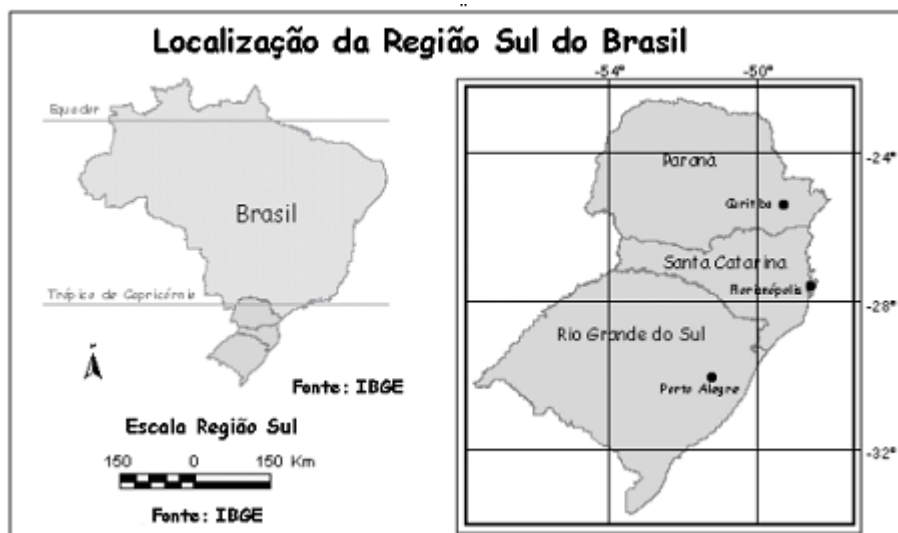 Localização da Região Sul do Brasil
Equador
Brasil
Trópico de Capricórnio
Fonte: IBGE
Escala Região Sul
150 0 150 Km
Fonte: IBGE
-54° -50°
-24°
Paraná
Curitiba
Santa Catarina
Florianópolis
-28°
Rio Grande do Sul
Porto Alegre
-32°